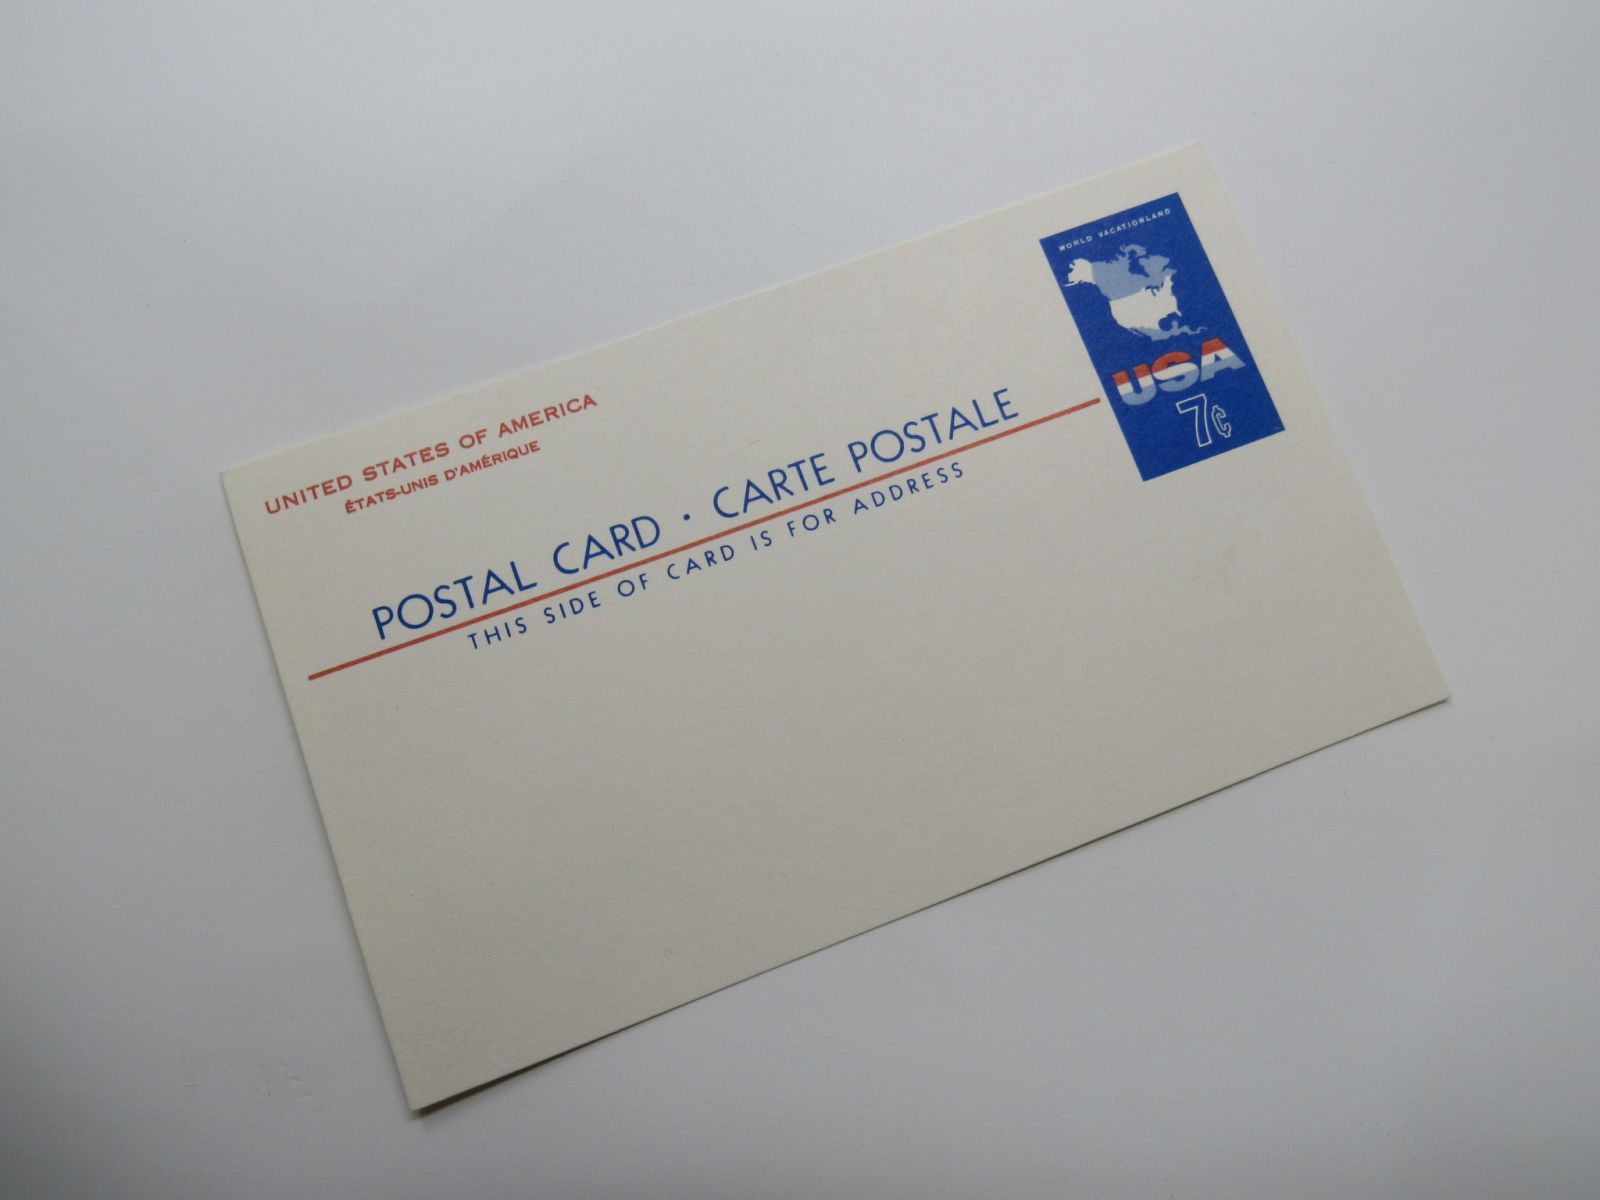 UNITED STATES OF AMERICA
ÉTATS-UNIS D'AMÉRIQUE
WORLD VACATIONLAND
USA
7¢
POSTAL CARD · CARTE POSTALE
THIS SIDE OF CARD IS FOR ADDRESS